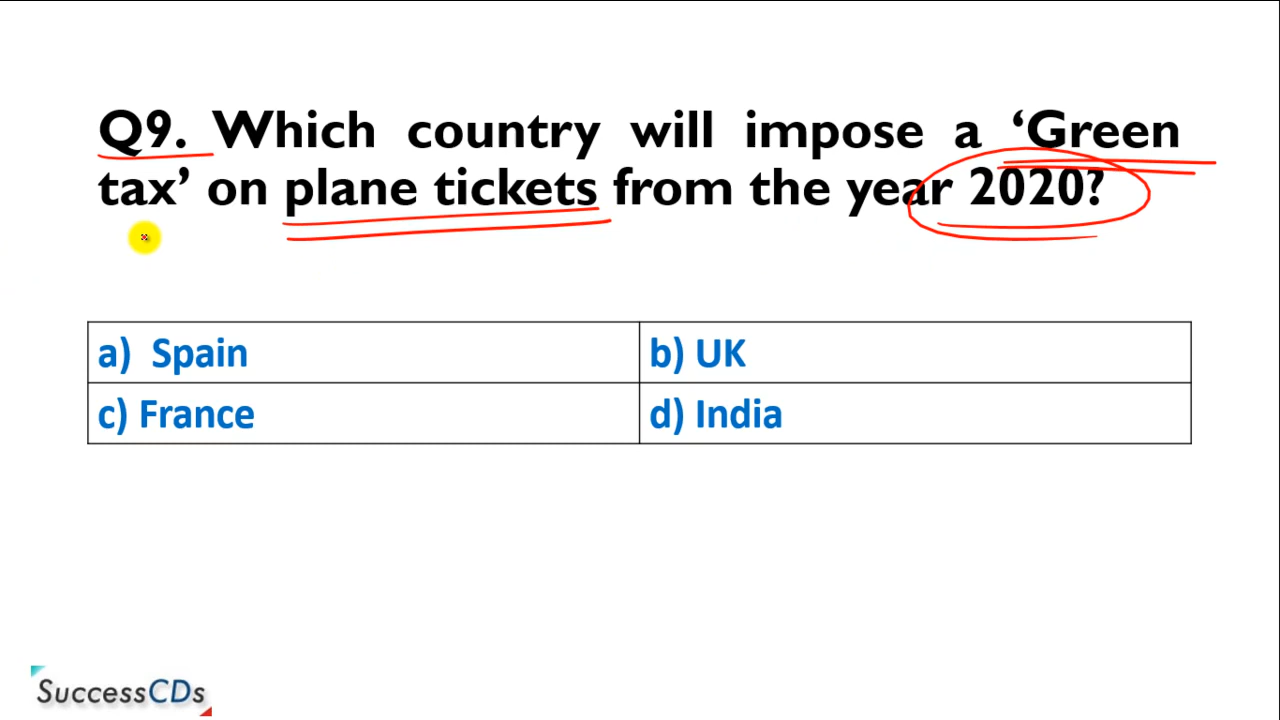 Q9. Which country will impose a ‘Green
tax’ on plane tickets from the year 2020?
a) Spain
b) UK
c) France
d) India
SuccessCDs